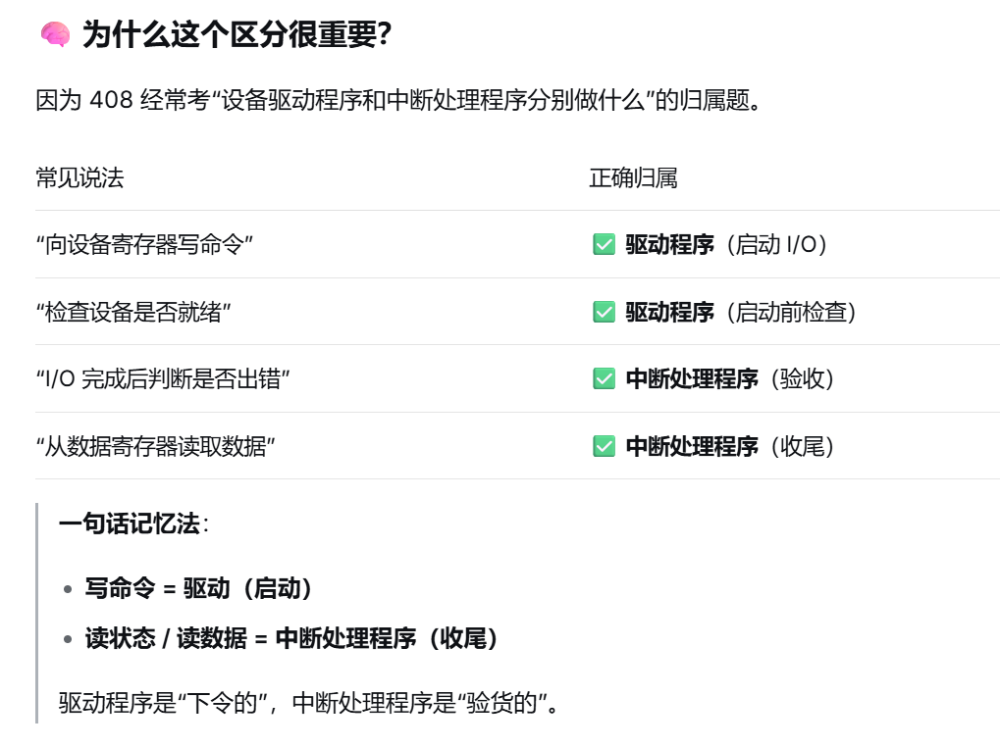 🧠 为什么这个区分很重要?
因为 408 经常考“设备驱动程序和中断处理程序分别做什么”的归属题。
常见说法 正确归属
“向设备寄存器写命令” ✅ 驱动程序（启动 I/O）
“检查设备是否就绪” ✅ 驱动程序（启动前检查）
“I/O 完成后判断是否出错” ✅ 中断处理程序（验收）
“从数据寄存器读取数据” ✅ 中断处理程序（收尾）
一句话记忆法：
• 写命令 = 驱动（启动）
• 读状态 / 读数据 = 中断处理程序（收尾）
驱动程序是“下令的”，中断处理程序是“验货的”。